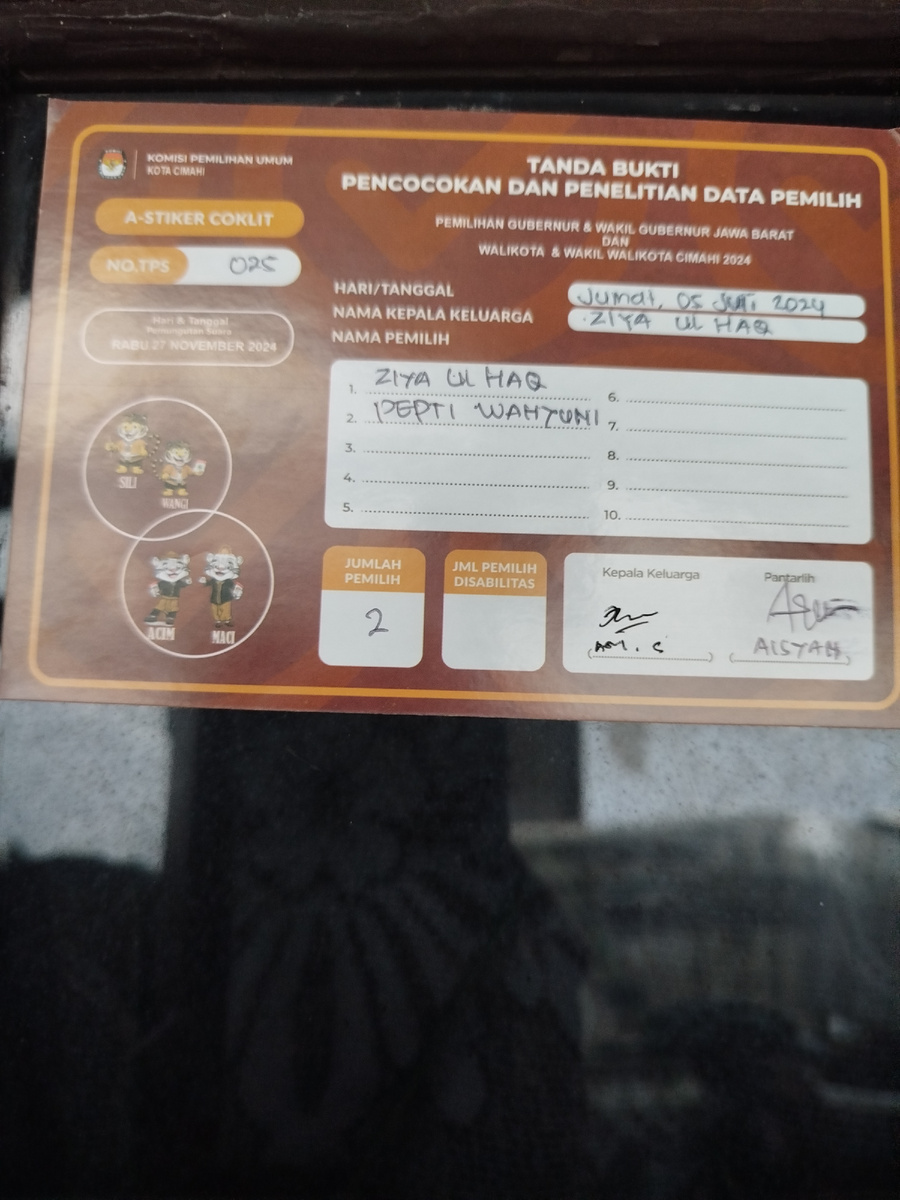 KOMISI PEMILIHAN UMUM
KOTA CIMAHI
A-STIKER COKLIT
NO.TPS 025
Hari & Tanggal
Pemungutan Suara
RABU 27 NOVEMBER 2024
SILI
WANGI
ACIM
MACI
TANDA BUKTI
PENCOCOKAN DAN PENELITIAN DATA PEMILIH
PEMILIHAN GUBERNUR & WAKIL GUBERNUR JAWA BARAT
DAN
WALIKOTA & WAKIL WALIKOTA CIMAHI 2024
HARI/TANGGAL Jumat, 05 Juli 2024
NAMA KEPALA KELUARGA ZIYA UL HAQ
NAMA PEMILIH
1. ZIYA UL HAQ
2. PEPTI WAHYUNI
3.
4.
5.
6.
7.
8.
9.
10.
JUMLAH PEMILIH
2
JML PEMILIH DISABILITAS
Kepala Keluarga
Pantarlih
AISYAH